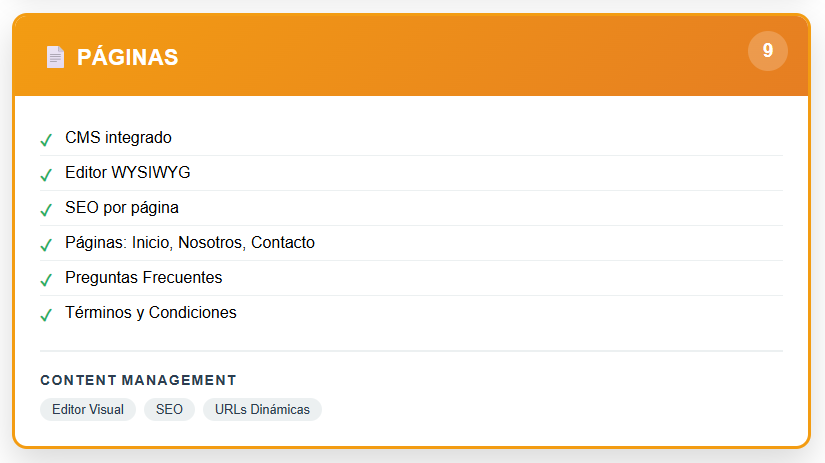 PÁGINAS
9
✓ CMS integrado
✓ Editor WYSIWYG
✓ SEO por página
✓ Páginas: Inicio, Nosotros, Contacto
✓ Preguntas Frecuentes
✓ Términos y Condiciones
CONTENT MANAGEMENT
Editor Visual SEO URLs Dinámicas